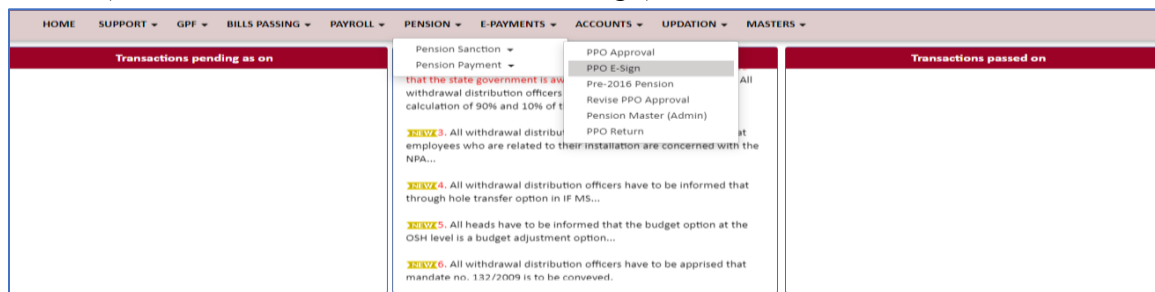 HOME SUPPORT GPF BILLS PASSING PAYROLL PENSION E-PAYMENTS ACCOUNTS UPDATION MASTERS
Transactions pending as on
Pension Sanction
Pension Payment
PPO Approval
PPO E-Sign
Pre-2016 Pension
Revise PPO Approval
Pension Master (Admin)
PPO Return
Transactions passed on
that the state government is All
withdrawal distribution officers
calculation of 90% and 10% of
NEW 3. All withdrawal at
employees who are related to their installation are concerned with the
NPA...
NEW 4. All withdrawal distribution officers have to be informed that
through hole transfer option in IF MS...
NEW 5. All heads have to be informed that the budget option at the
OSH level is a budget adjustment option...
NEW 6. All withdrawal distribution officers have to be apprised that
mandate no. 132/2009 is to be conveyed.